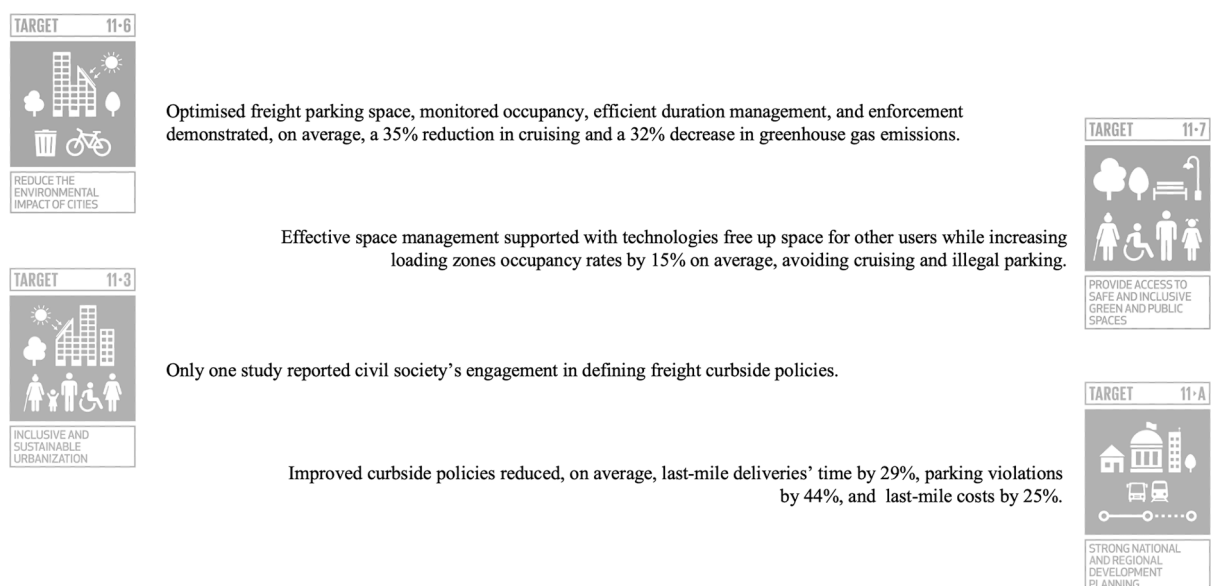 TARGET 11·6
REDUCE THE
ENVIRONMENTAL
IMPACT OF CITIES
Optimised freight parking space, monitored occupancy, efficient duration management, and enforcement
demonstrated, on average, a 35% reduction in cruising and a 32% decrease in greenhouse gas emissions.
TARGET 11·7
PROVIDE ACCESS TO
SAFE AND INCLUSIVE
GREEN AND PUBLIC
SPACES
Effective space management supported with technologies free up space for other users while increasing
loading zones occupancy rates by 15% on average, avoiding cruising and illegal parking.
TARGET 11·3
INCLUSIVE AND
SUSTAINABLE
URBANIZATION
Only one study reported civil society’s engagement in defining freight curbside policies.
TARGET 11·A
STRONG NATIONAL
AND REGIONAL
DEVELOPMENT
PLANNING
Improved curbside policies reduced, on average, last-mile deliveries’ time by 29%, parking violations
by 44%, and last-mile costs by 25%.